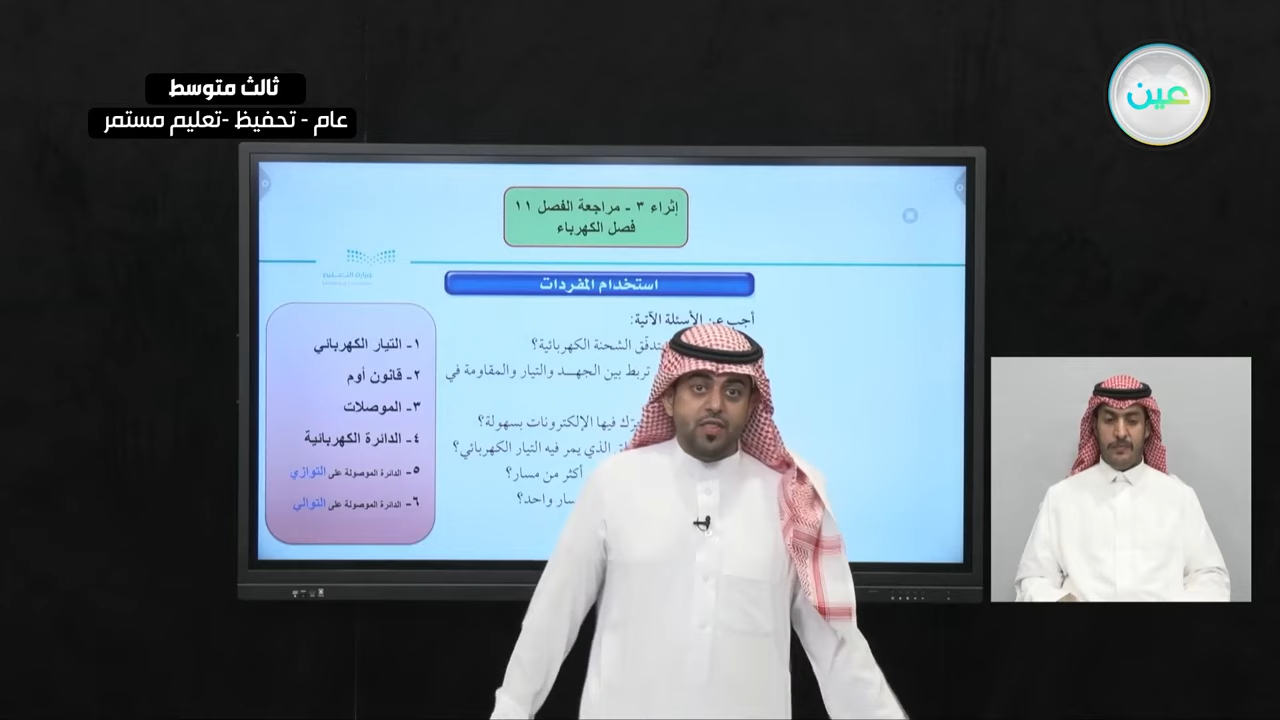 ثالث متوسط
عام - تحفيظ -تعليم مستمر
عين
إثراء ٣ - مراجعة الفصل ١١
فصل الكهرباء
وزارة التعليم
استخدام المفردات
أجب عن الأسئلة الآتية:
تدفّق الشحنة الكهربائية؟
تربط بين الجهد والتيار والمقاومة في
فيها الإلكترونات بسهولة؟
الذي يمر فيه التيار الكهربائي؟
أكثر من مسار؟
واحد؟
١- التيار الكهربائي
٢- قانون أوم
٣- الموصلات
٤- الدائرة الكهربائية
٥- الدائرة الموصولة على التوازي
٦- الدائرة الموصولة على التوالي